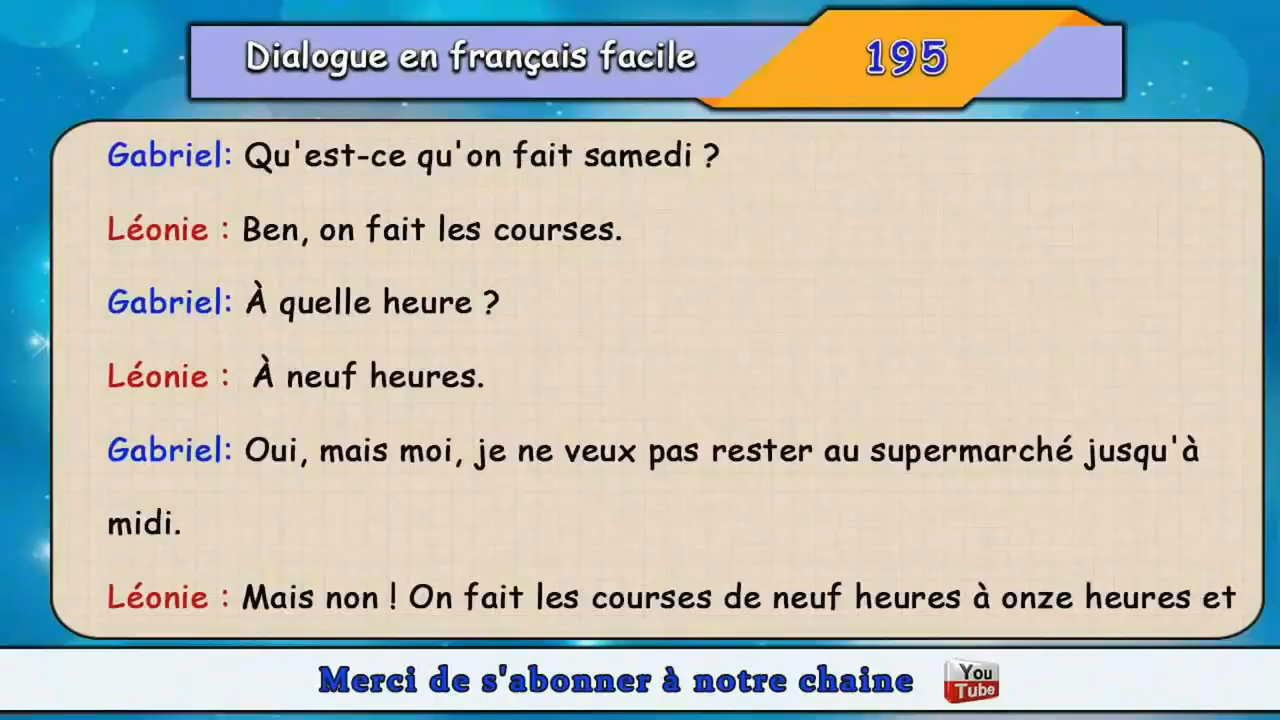 Dialogue en français facile 195
Gabriel: Qu'est-ce qu'on fait samedi ?
Léonie : Ben, on fait les courses.
Gabriel: À quelle heure ?
Léonie : À neuf heures.
Gabriel: Oui, mais moi, je ne veux pas rester au supermarché jusqu'à
midi.
Léonie : Mais non ! On fait les courses de neuf heures à onze heures et
Merci de s'abonner à notre chaine
You
Tube